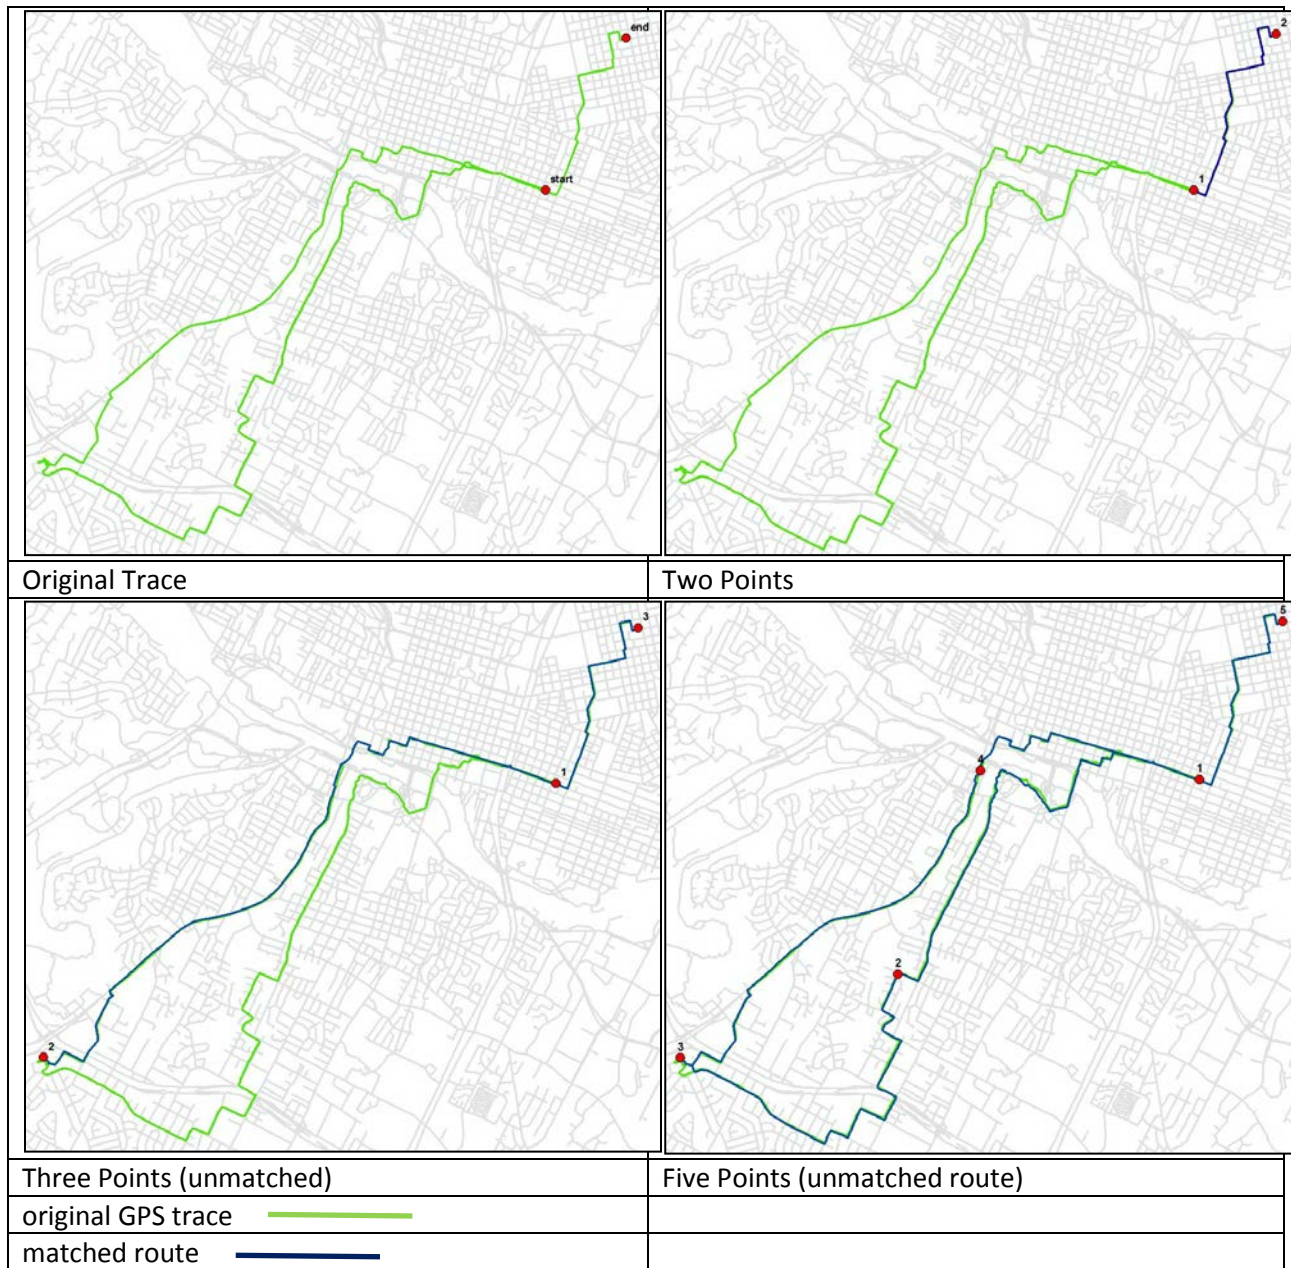 end
start
2
1
Original Trace
Two Points
3
1
2
5
4
1
2
3
Three Points (unmatched)
Five Points (unmatched route)
original GPS trace
matched route